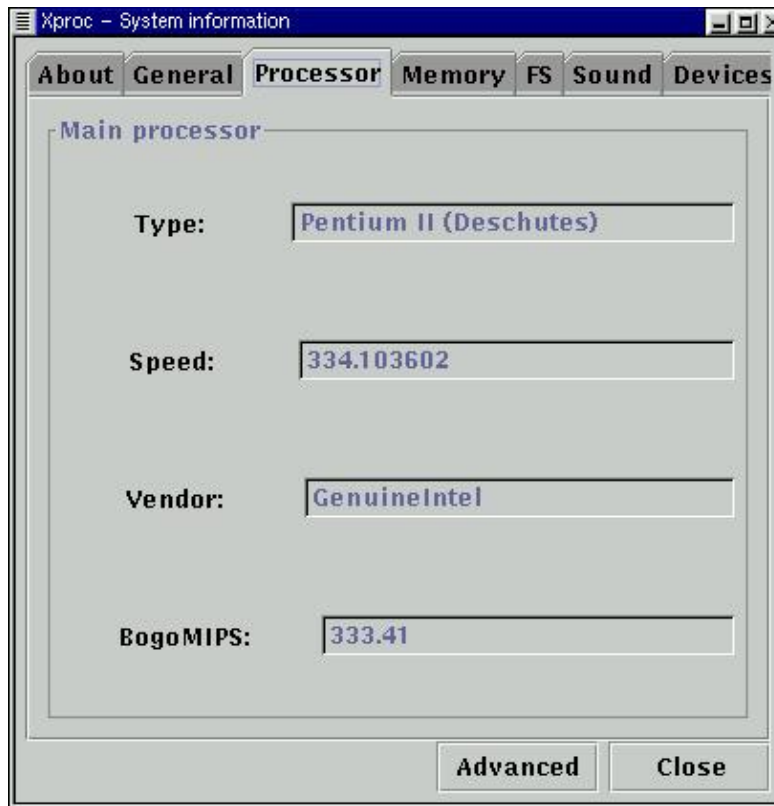 Xproc – System information
About General Processor Memory FS Sound Devices
Main processor
Type: Pentium II (Deschutes)
Speed: 334.103602
Vendor: GenuineIntel
BogoMIPS: 333.41
Advanced Close